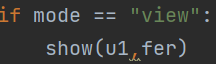 if mode == "view":
    show(u1,fer)